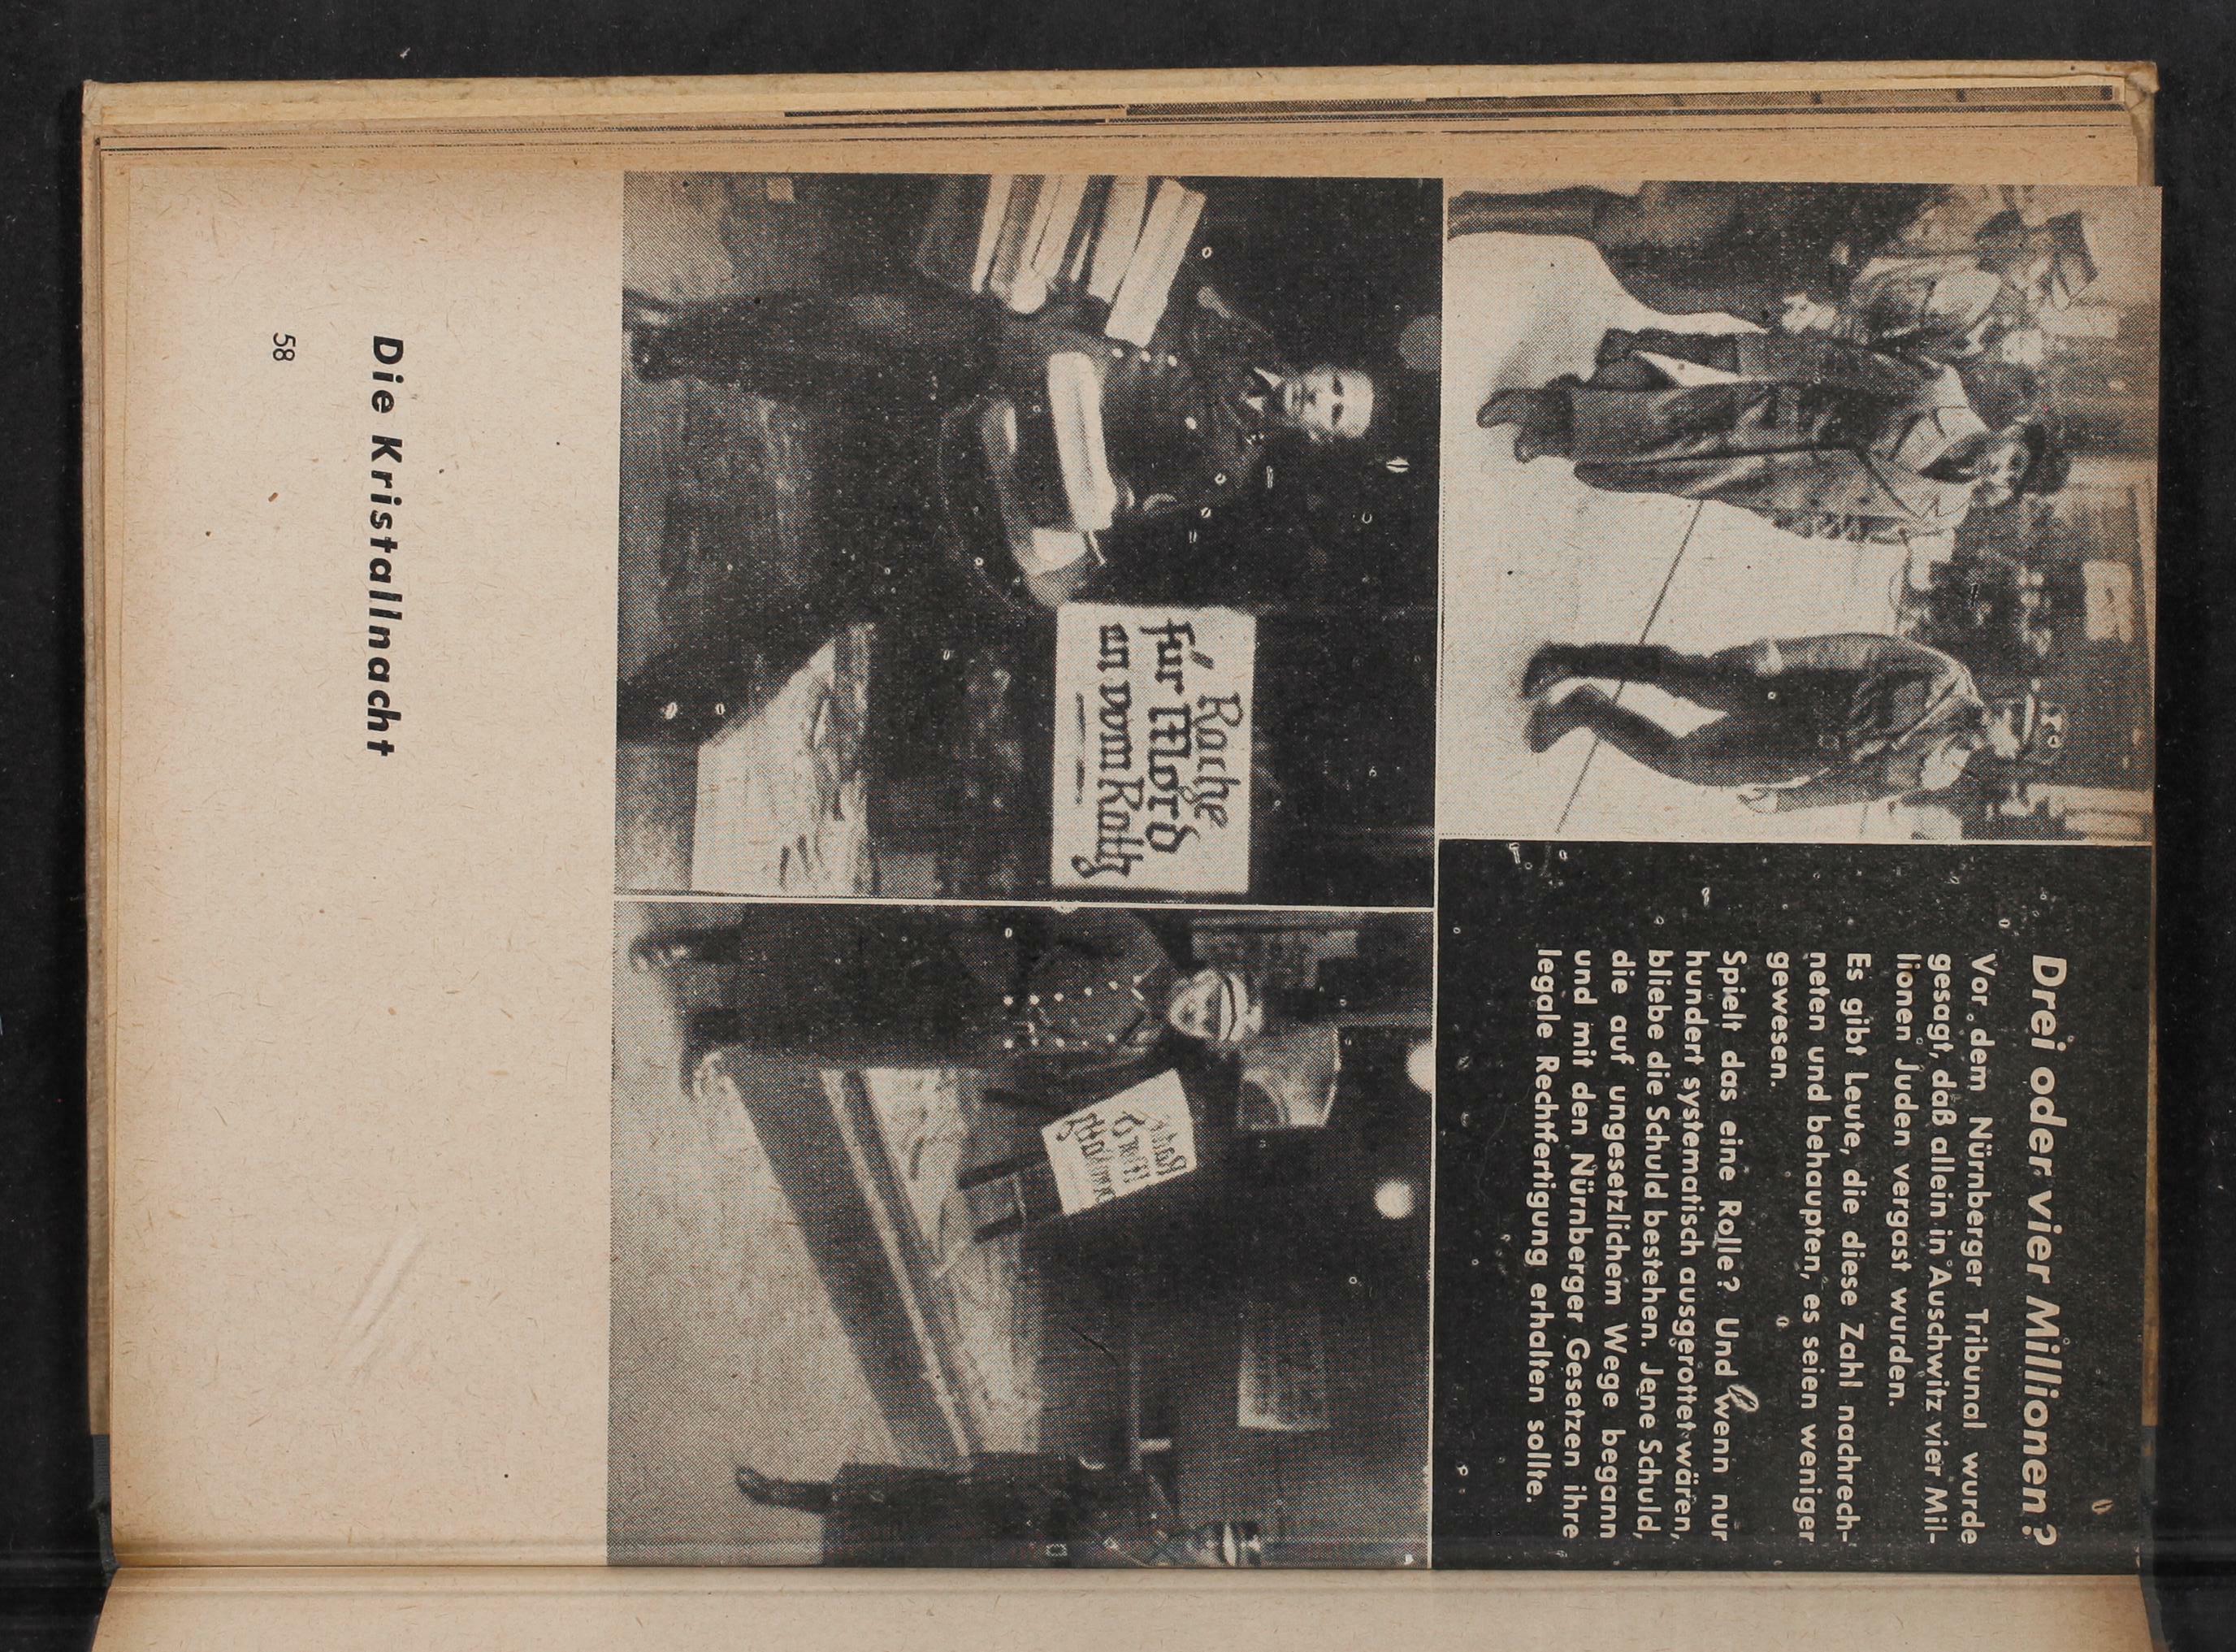 Drei oder vier Millionen?
Vor dem Nürnberger Tribunal wurde
gesagt, daß allein in Auschwitz vier Mil-
lionen Juden vergast wurden.
Es gibt Leute, die diese Zahl nachrech-
neten und behaupten, es seien weniger
gewesen.
Spielt das eine Rolle? Und wenn nur
hundert systematisch ausgerottet wären,
bliebe die Schuld bestehen. Jene Schuld,
die auf ungesetzlichem Wege begann
und mit den Nürnberger Gesetzen ihre
legale Rechtfertigung erhalten sollte.
Rache
für Mord
an vom Rath
Rache
Die Kristallnacht
58